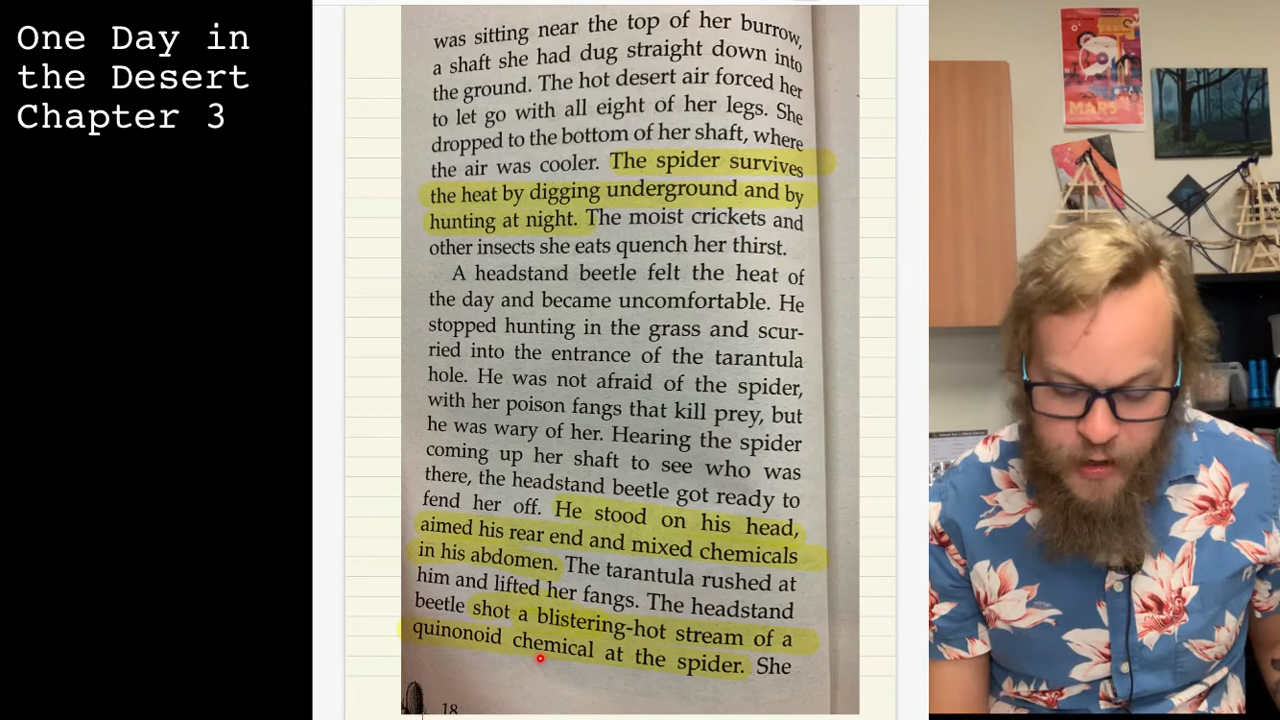 One Day in
the Desert
Chapter 3
was sitting near the top of her burrow,
a shaft she had dug straight down into
the ground. The hot desert air forced her
to let go with all eight of her legs. She
dropped to the bottom of her shaft, where
the air was cooler. The spider survives
the heat by digging underground and by
hunting at night. The moist crickets and
other insects she eats quench her thirst.
A headstand beetle felt the heat of
the day and became uncomfortable. He
stopped hunting in the grass and scur-
ried into the entrance of the tarantula
hole. He was not afraid of the spider,
with her poison fangs that kill prey, but
he was wary of her. Hearing the spider
coming up her shaft to see who was
there, the headstand beetle got ready to
fend her off. He stood on his head,
aimed his rear end and mixed chemicals
in his abdomen. The tarantula rushed at
him and lifted her fangs. The headstand
beetle shot a blistering-hot stream of a
quinonoid chemical at the spider. She
18
MARS